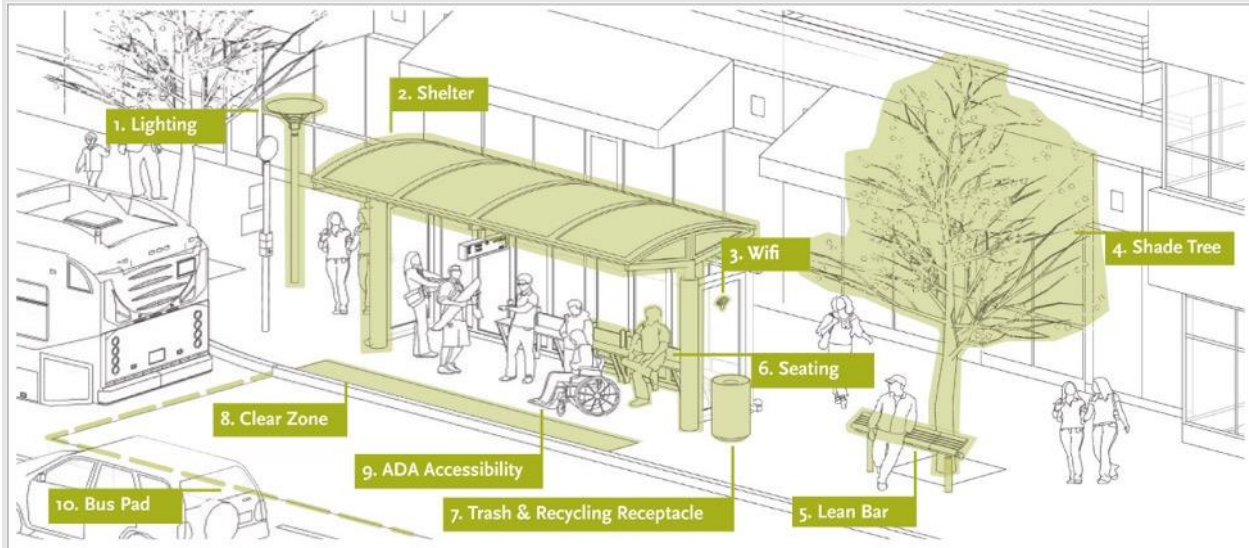 1. Lighting
2. Shelter
3. Wifi
4. Shade Tree
6. Seating
8. Clear Zone
9. ADA Accessibility
10. Bus Pad
7. Trash & Recycling Receptacle
5. Lean Bar